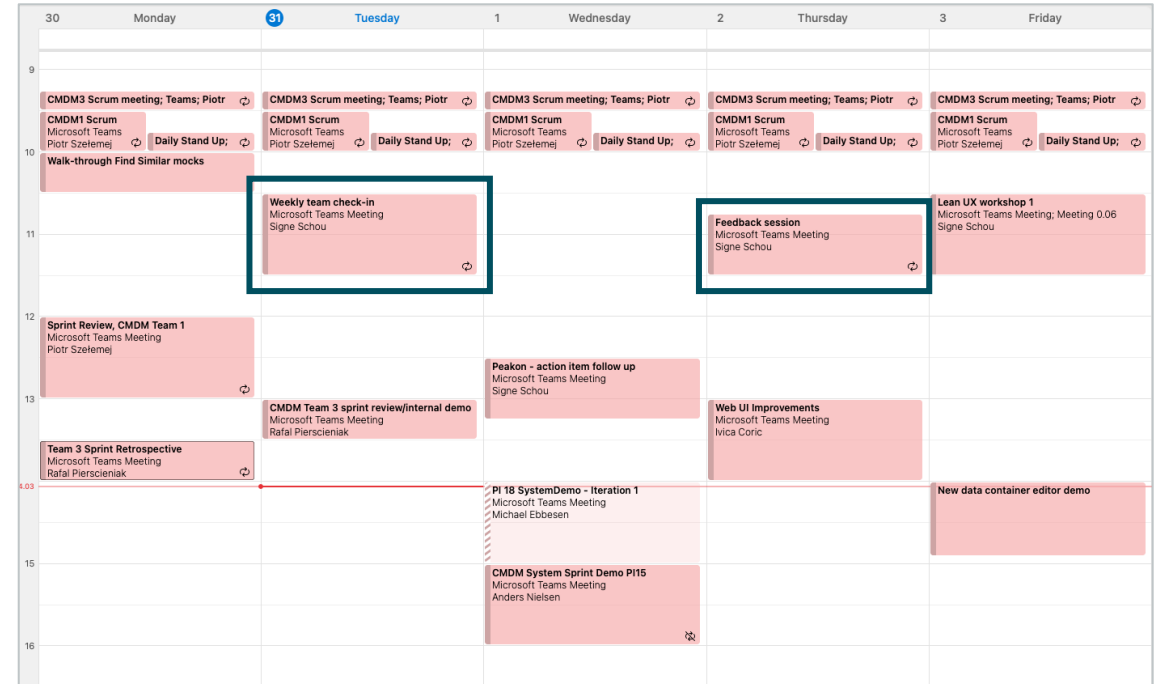 30 Monday
31 Tuesday
1 Wednesday
2 Thursday
3 Friday
9
CMDM3 Scrum meeting; Teams; Piotr
CMDM3 Scrum meeting; Teams; Piotr
CMDM3 Scrum meeting; Teams; Piotr
CMDM3 Scrum meeting; Teams; Piotr
CMDM3 Scrum meeting; Teams; Piotr
CMDM1 Scrum
Microsoft Teams
Piotr Szełemej
Daily Stand Up;
CMDM1 Scrum
Microsoft Teams
Piotr Szełemej
Daily Stand Up;
CMDM1 Scrum
Microsoft Teams
Piotr Szełemej
Daily Stand Up;
CMDM1 Scrum
Microsoft Teams
Piotr Szełemej
Daily Stand Up;
CMDM1 Scrum
Microsoft Teams
Piotr Szełemej
Daily Stand Up;
10
Walk-through Find Similar mocks
Weekly team check-in
Microsoft Teams Meeting
Signe Schou
Feedback session
Microsoft Teams Meeting
Signe Schou
Lean UX workshop 1
Microsoft Teams Meeting; Meeting 0.06
Signe Schou
11
12
Sprint Review, CMDM Team 1
Microsoft Teams Meeting
Piotr Szełemej
Peakon - action item follow up
Microsoft Teams Meeting
Signe Schou
13
CMDM Team 3 sprint review/internal demo
Microsoft Teams Meeting
Rafal Pierscieniak
Web UI Improvements
Microsoft Teams Meeting
Ivica Coric
Team 3 Sprint Retrospective
Microsoft Teams Meeting
Rafal Pierscieniak
4.03
PI 18 SystemDemo - Iteration 1
Microsoft Teams Meeting
Michael Ebbesen
New data container editor demo
15
CMDM System Sprint Demo PI15
Microsoft Teams Meeting
Anders Nielsen
16